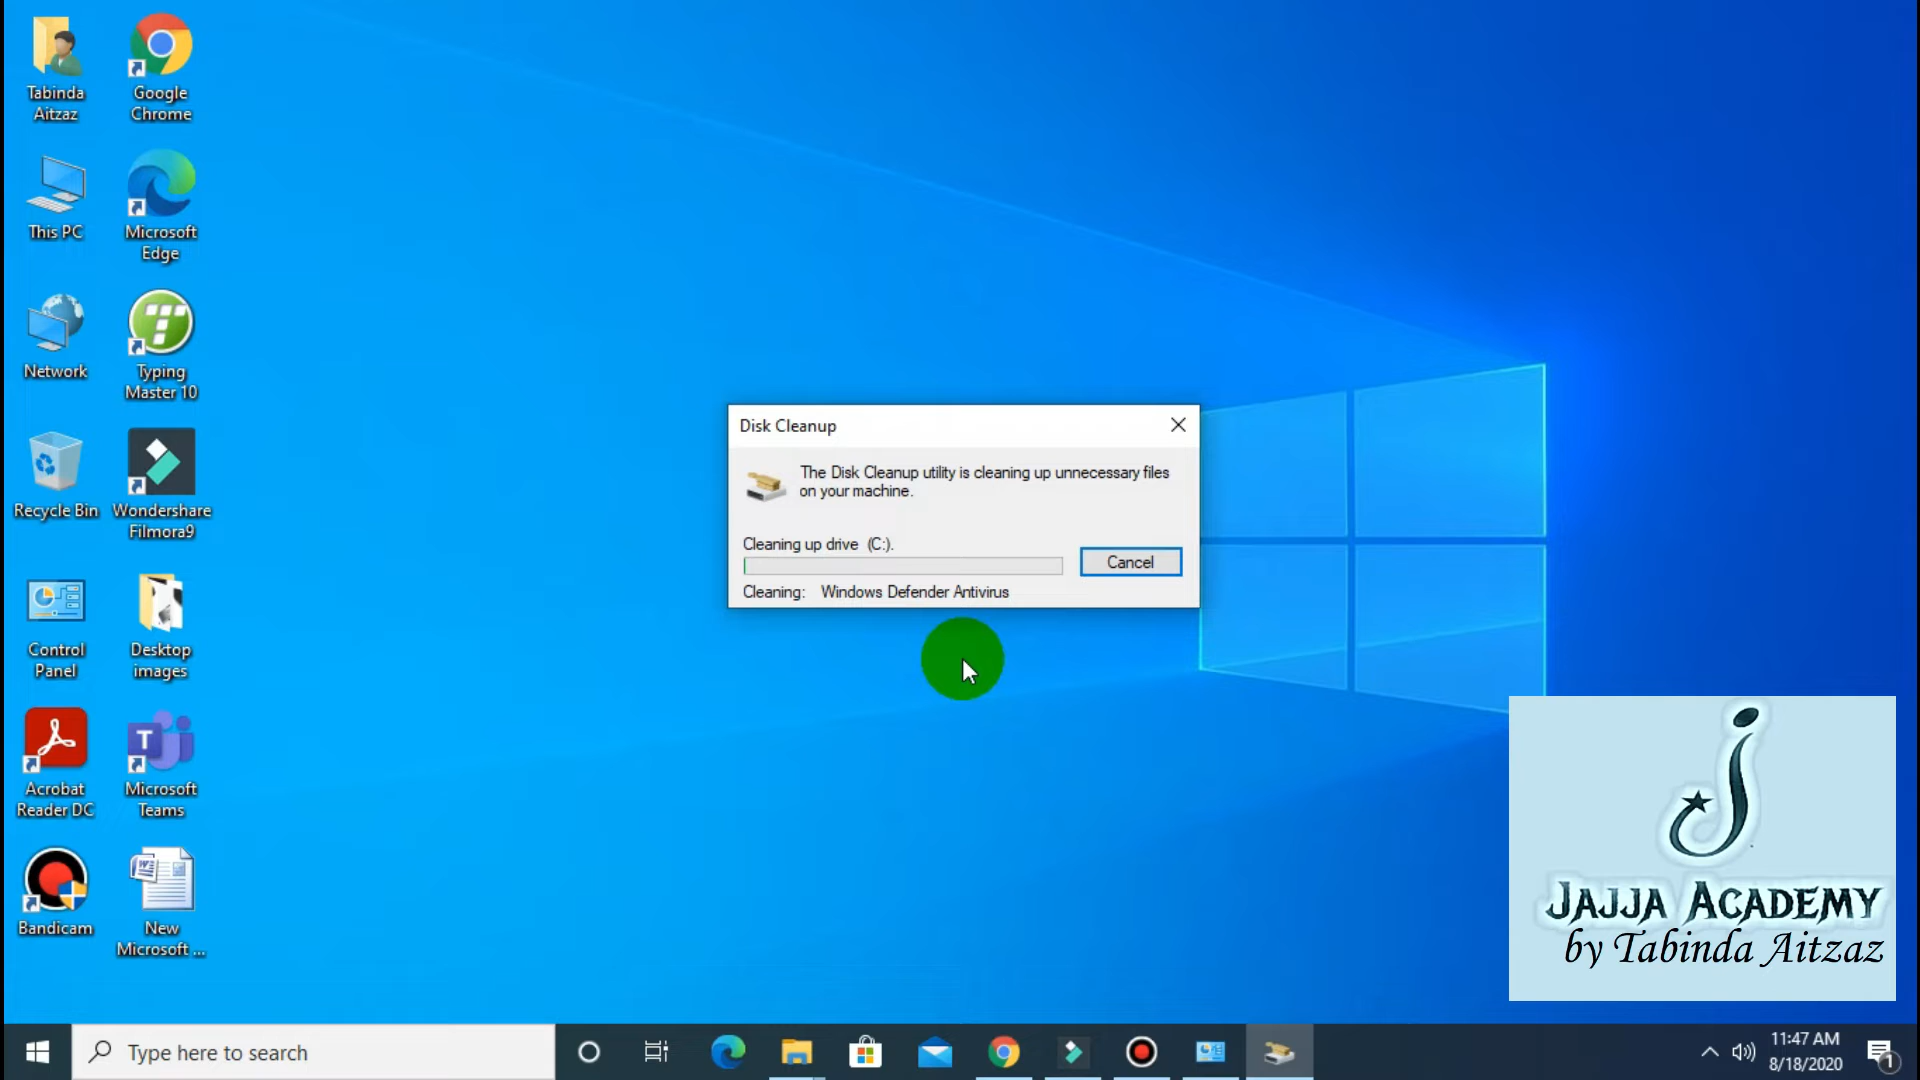 Tabinda
Aitzaz
Google
Chrome
This PC
Microsoft
Edge
Network
Typing
Master 10
Recycle Bin
Wondershare
Filmora9
Control
Panel
Desktop
images
Acrobat
Reader DC
Microsoft
Teams
Bandicam
New
Microsoft ...
Disk Cleanup
The Disk Cleanup utility is cleaning up unnecessary files
on your machine.
Cleaning up drive (C:).
Cancel
Cleaning: Windows Defender Antivirus
JAJJA ACADEMY
by Tabinda Aitzaz
Type here to search
11:47 AM
8/18/2020
1